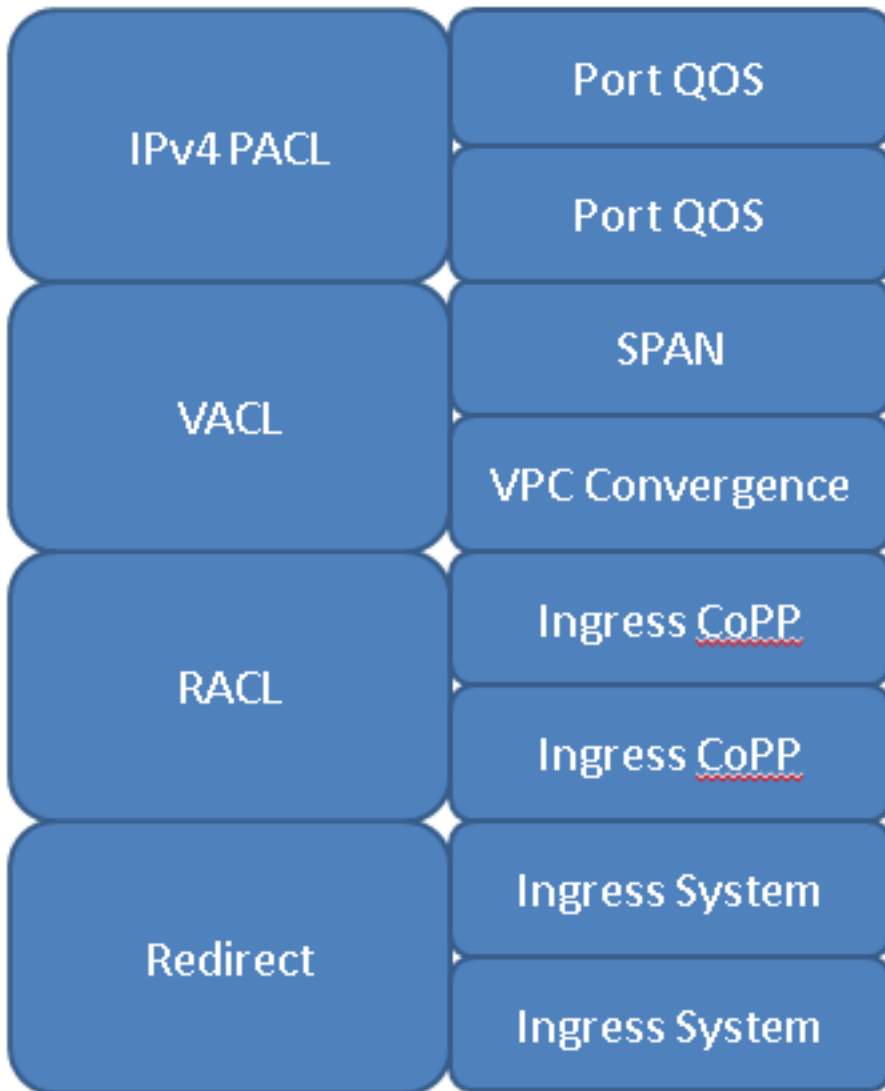 IPv4 PACL
Port QOS
Port QOS
VACL
SPAN
VPC Convergence
RACL
Ingress CoPP
Ingress CoPP
Redirect
Ingress System
Ingress System